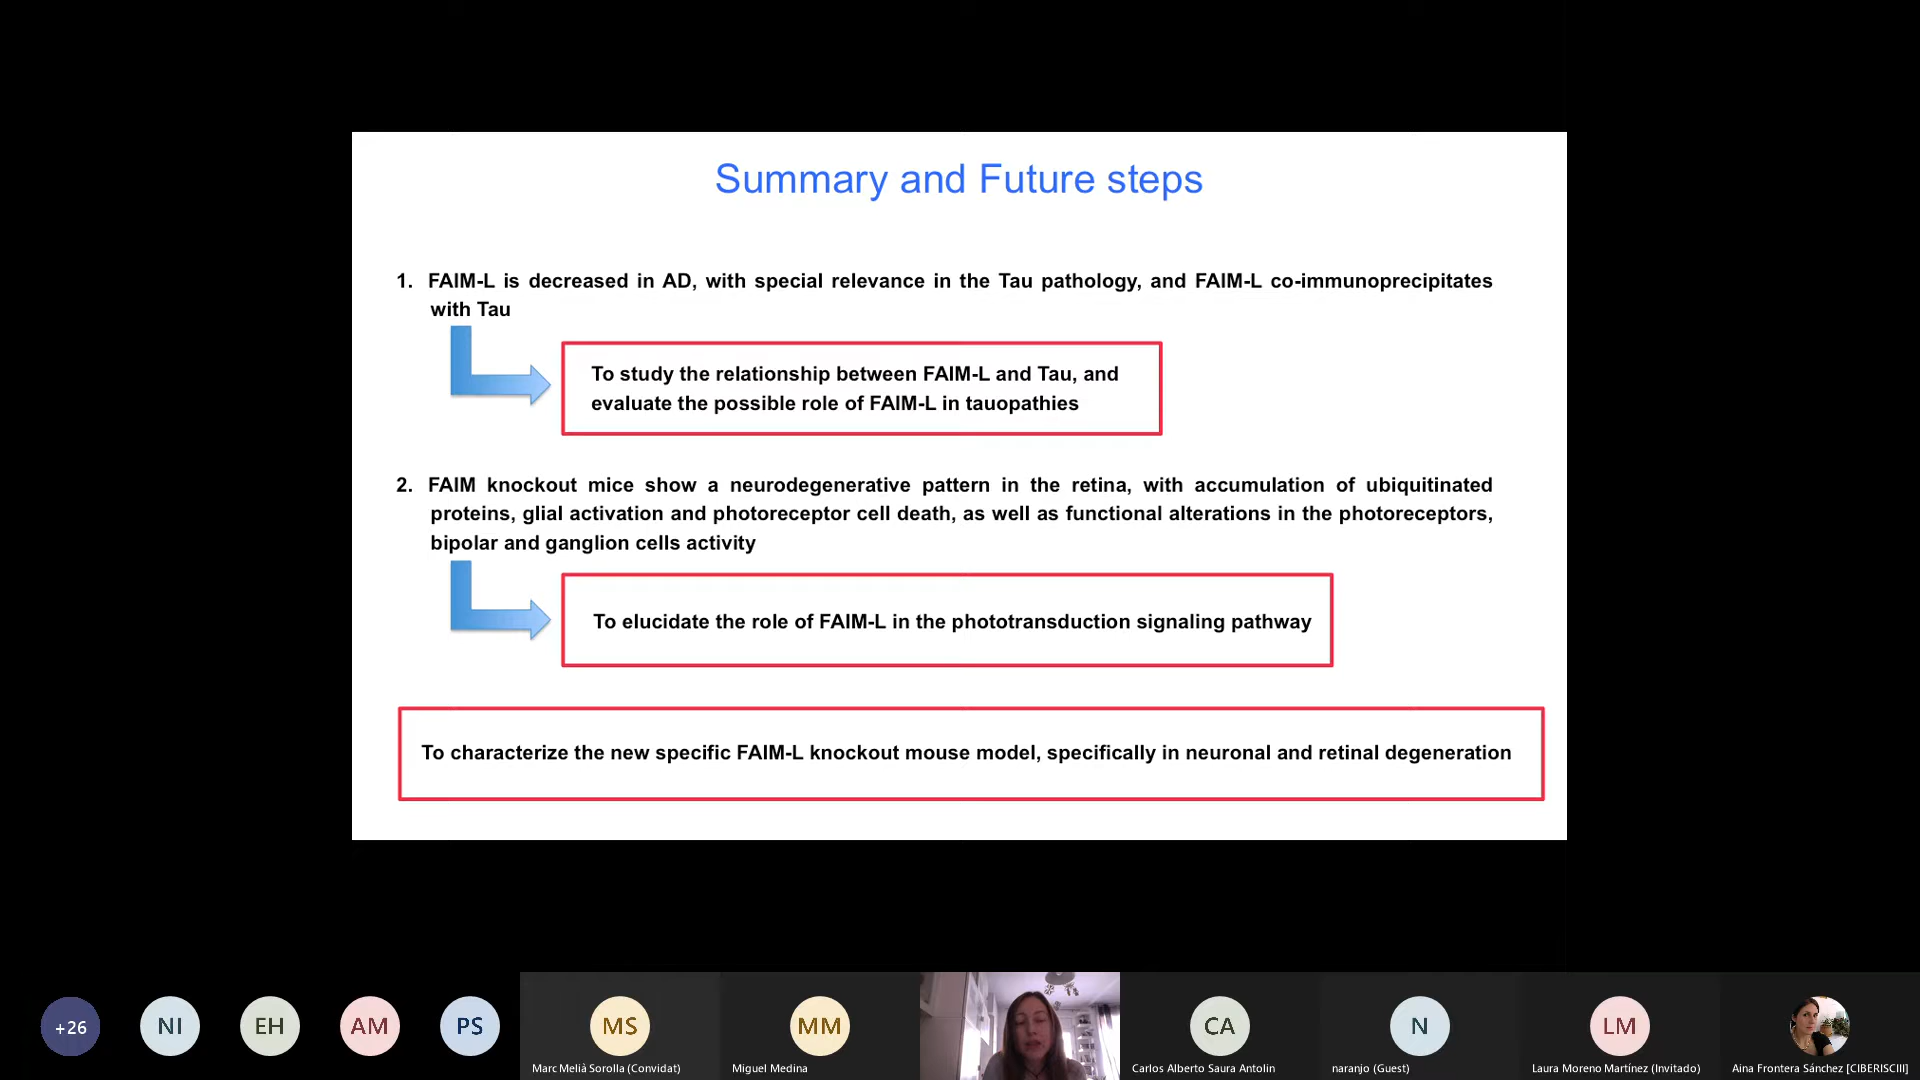 Summary and Future steps
1. FAIM-L is decreased in AD, with special relevance in the Tau pathology, and FAIM-L co-immunoprecipitates
with Tau
To study the relationship between FAIM-L and Tau, and
evaluate the possible role of FAIM-L in tauopathies
2. FAIM knockout mice show a neurodegenerative pattern in the retina, with accumulation of ubiquitinated
proteins, glial activation and photoreceptor cell death, as well as functional alterations in the photoreceptors,
bipolar and ganglion cells activity
To elucidate the role of FAIM-L in the phototransduction signaling pathway
To characterize the new specific FAIM-L knockout mouse model, specifically in neuronal and retinal degeneration
+26
NI
EH
AM
PS
MS
MM
CA
N
LM
Marc Melià Sorolla (Convidat)
Miguel Medina
Carlos Alberto Saura Antolin
naranjo (Guest)
Laura Moreno Martínez (Invitado)
Aina Frontera Sánchez [CIBERISCIII]